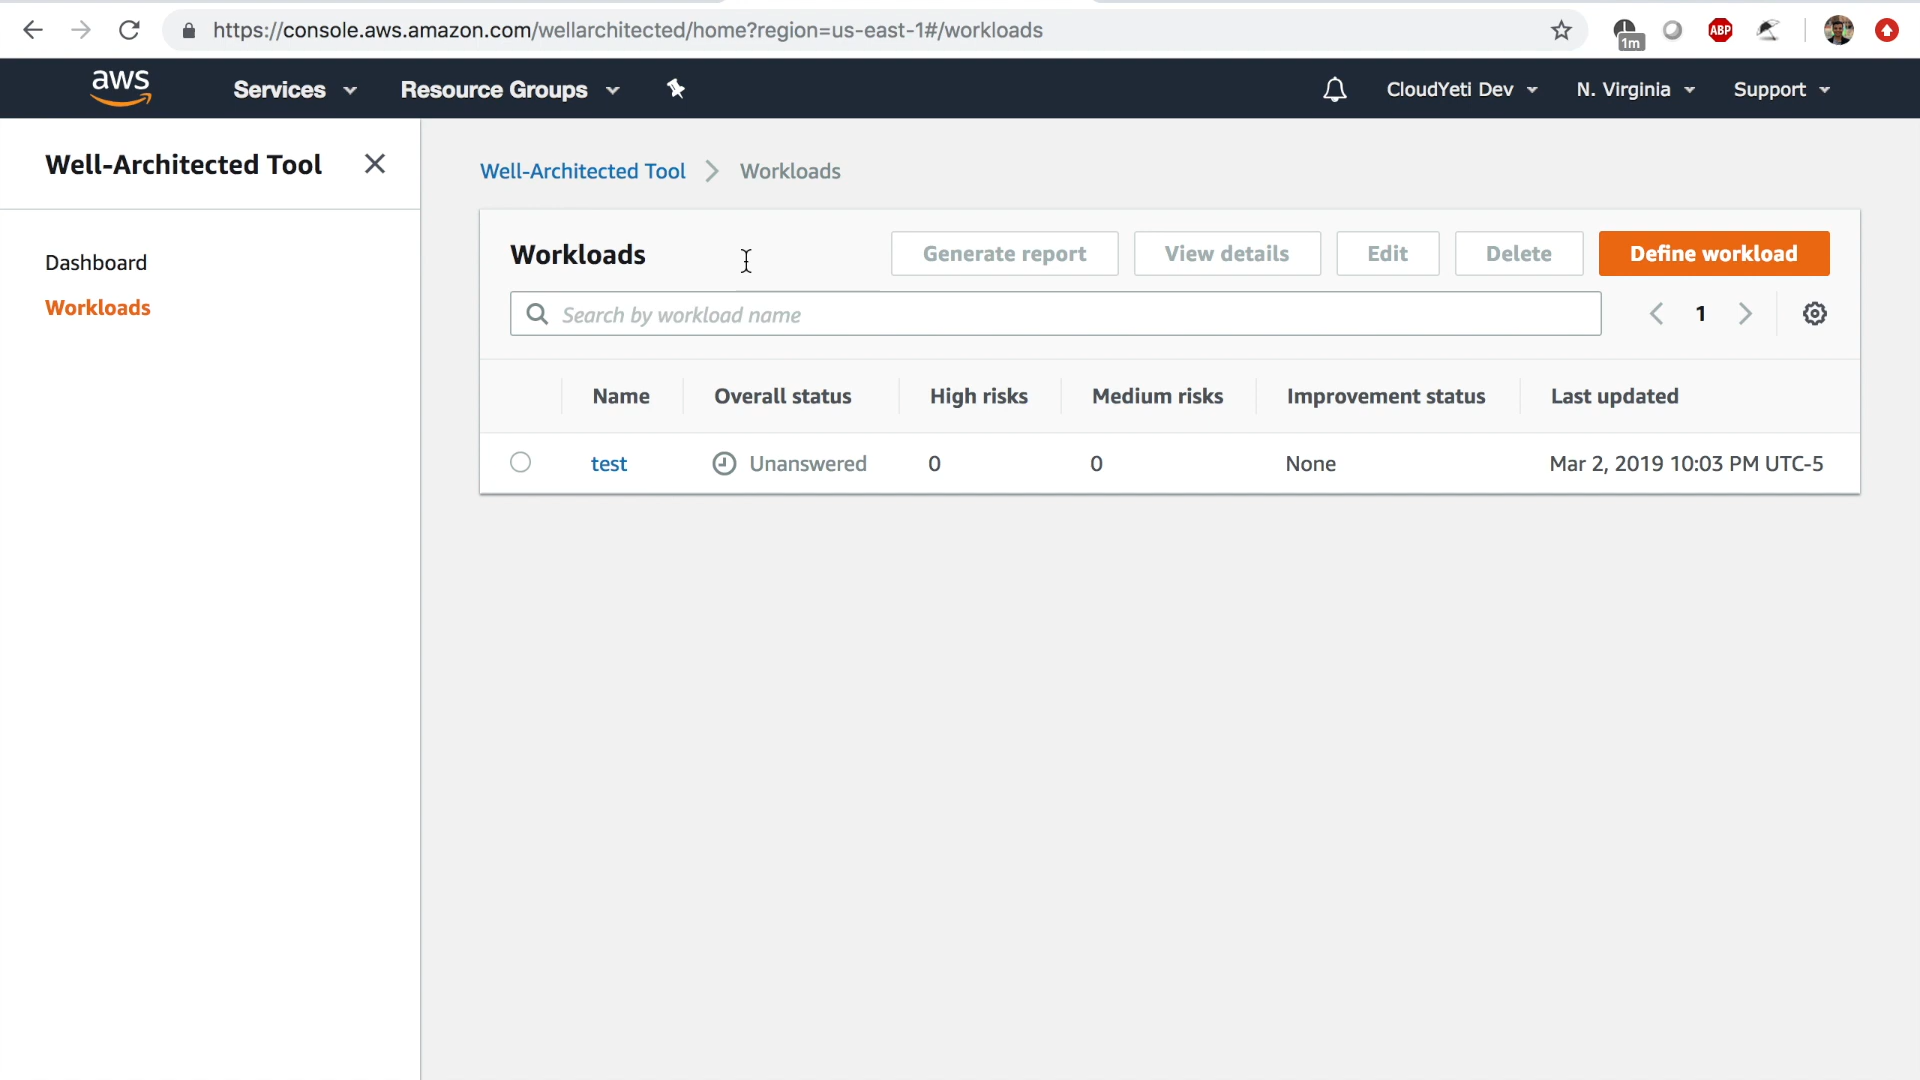 https://console.aws.amazon.com/wellarchitected/home?region=us-east-1#/workloads
1m
ABP
aws
Services
Resource Groups
CloudYeti Dev
N. Virginia
Support
Well-Architected Tool
Well-Architected Tool > Workloads
Workloads
Generate report
View details
Edit
Delete
Define workload
Dashboard
Workloads
Search by workload name
1
Name Overall status High risks Medium risks Improvement status Last updated
test Unanswered 0 0 None Mar 2, 2019 10:03 PM UTC-5